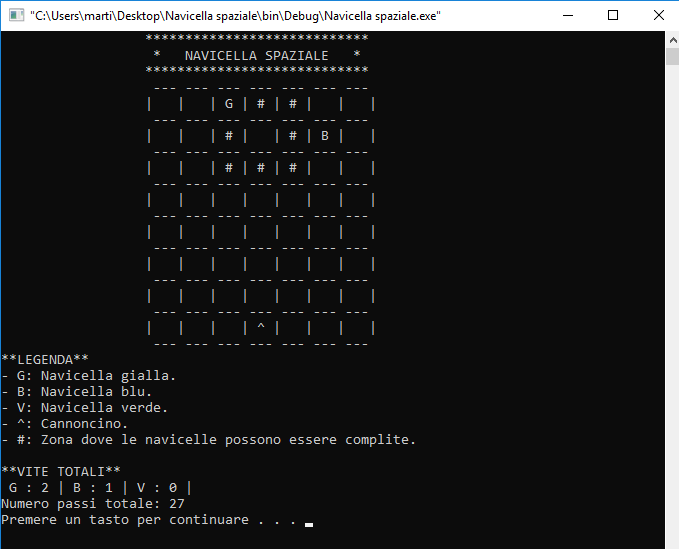 "C:\Users\marti\Desktop\Navicella spaziale\bin\Debug\Navicella spaziale.exe"
****************************
*   NAVICELLA SPAZIALE   *
****************************
--- --- --- --- --- --- ---
|   |   | G | # | # |   |   |
--- --- --- --- --- --- ---
|   |   | # |   | # | B |   |
--- --- --- --- --- --- ---
|   |   | # | # | # |   |   |
--- --- --- --- --- --- ---
|   |   |   |   |   |   |   |
--- --- --- --- --- --- ---
|   |   |   |   |   |   |   |
--- --- --- --- --- --- ---
|   |   |   |   |   |   |   |
--- --- --- --- --- --- ---
|   |   |   |   |   |   |   |
--- --- --- --- --- --- ---
|   |   |   | ^ |   |   |   |
--- --- --- --- --- --- ---
**LEGENDA**
- G: Navicella gialla.
- B: Navicella blu.
- V: Navicella verde.
- ^: Cannoncino.
- #: Zona dove le navicelle possono essere complite.
**VITE TOTALI**
G : 2 | B : 1 | V : 0 |
Numero passi totale: 27
Premere un tasto per continuare . . .